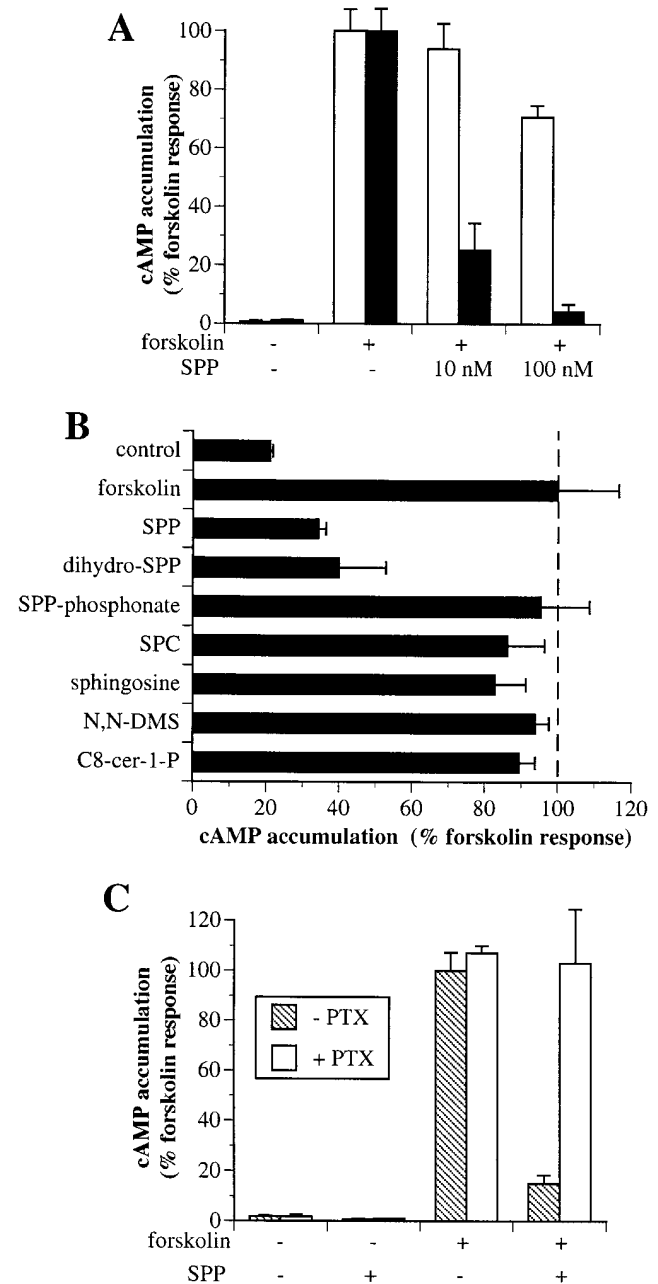 A
cAMP accumulation
(% forskolin response)
100
80
60
40
20
0
forskolin - + + +
SPP - - 10 nM 100 nM
B
control
forskolin
SPP
dihydro-SPP
SPP-phosphonate
SPC
sphingosine
N,N-DMS
C8-cer-1-P
0 20 40 60 80 100 120
cAMP accumulation (% forskolin response)
C
cAMP accumulation
(% forskolin response)
120
100
80
60
40
20
0
- PTX
+ PTX
forskolin - - + +
SPP - + - +